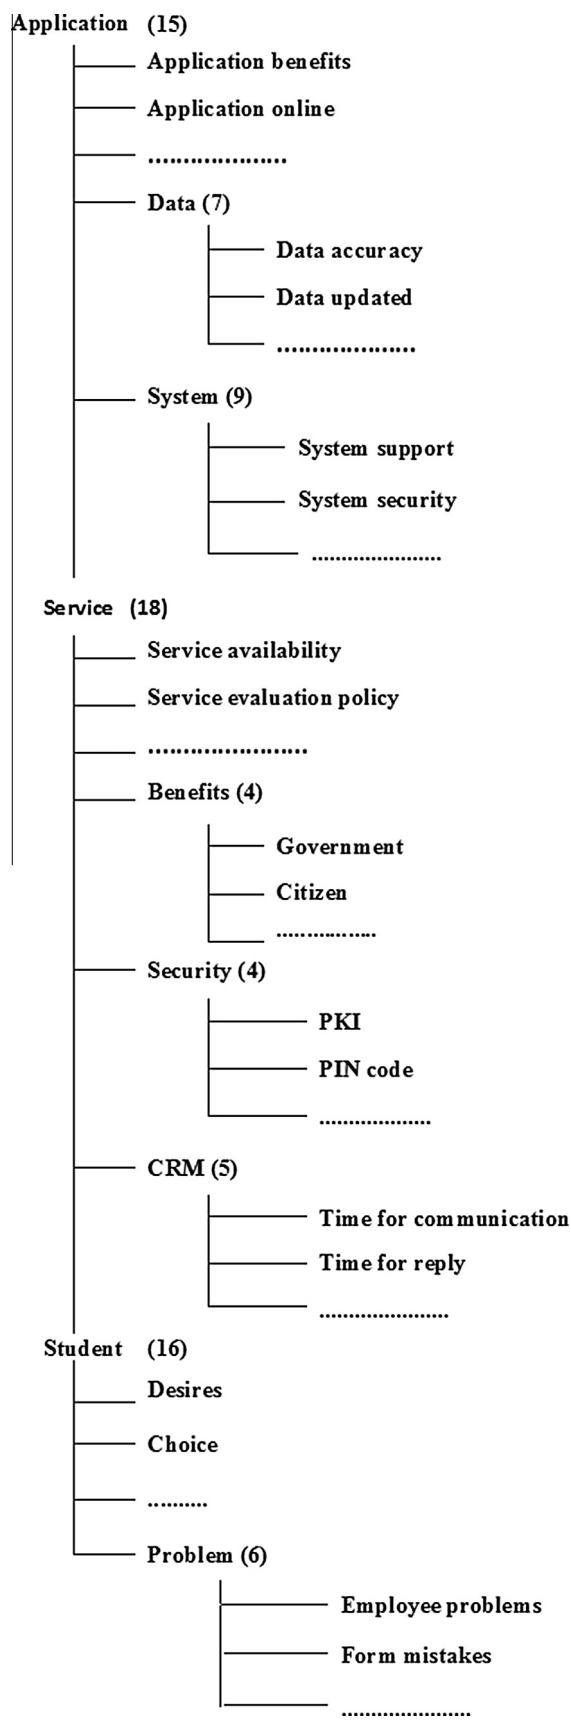 Application (15)
Application benefits
Application online
....................
Data (7)
Data accuracy
Data updated
....................
System (9)
System support
System security
......................
Service (18)
Service availability
Service evaluation policy
.......................
Benefits (4)
Government
Citizen
...................
Security (4)
PKI
PIN code
...................
CRM (5)
Time for communication
Time for reply
......................
Student (16)
Desires
Choice
..........
Problem (6)
Employee problems
Form mistakes
......................